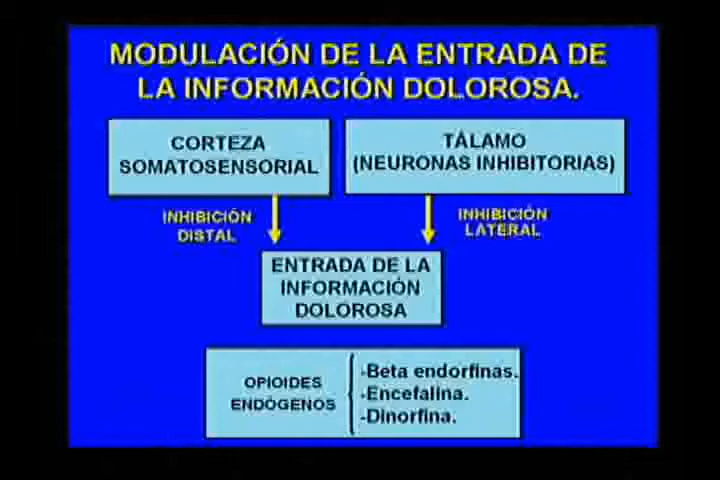 MODULACIÓN DE LA ENTRADA DE
LA INFORMACIÓN DOLOROSA.
CORTEZA
SOMATOSENSORIAL
TÁLAMO
(NEURONAS INHIBITORIAS)
INHIBICIÓN
DISTAL
INHIBICIÓN
LATERAL
ENTRADA DE LA
INFORMACIÓN
DOLOROSA
OPIOIDES
ENDÓGENOS
-Beta endorfinas.
-Encefalina.
-Dinorfina.